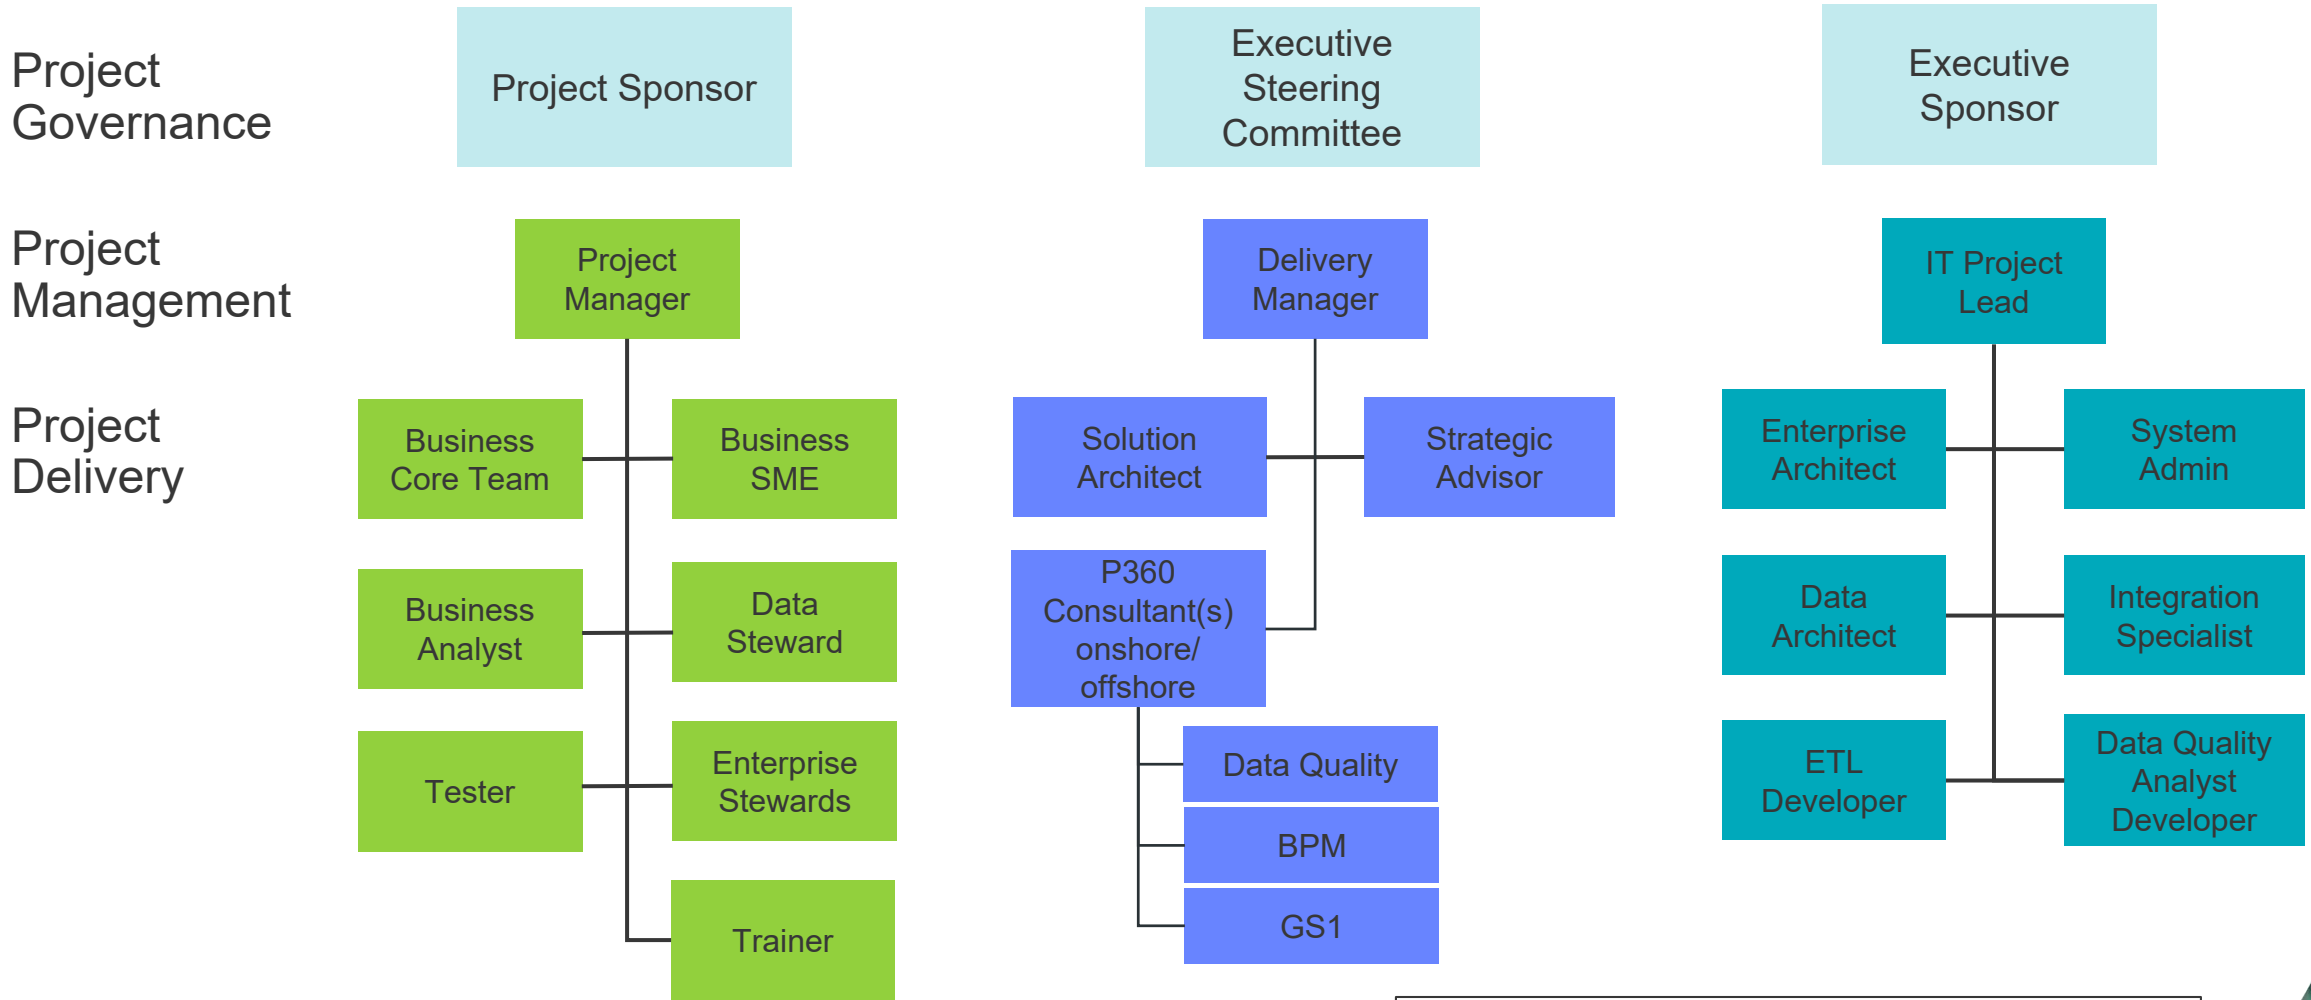 Project
Governance
Project Sponsor
Executive
Steering
Committee
Executive
Sponsor
Project
Management
Project
Manager
Delivery
Manager
IT Project
Lead
Project
Delivery
Business
Core Team
Business
SME
Solution
Architect
Strategic
Advisor
Enterprise
Architect
System
Admin
Business
Analyst
Data
Steward
P360
Consultant(s)
onshore/
offshore
Data
Architect
Integration
Specialist
Tester
Enterprise
Stewards
Data Quality
BPM
GS1
ETL
Developer
Data Quality
Analyst
Developer
Trainer